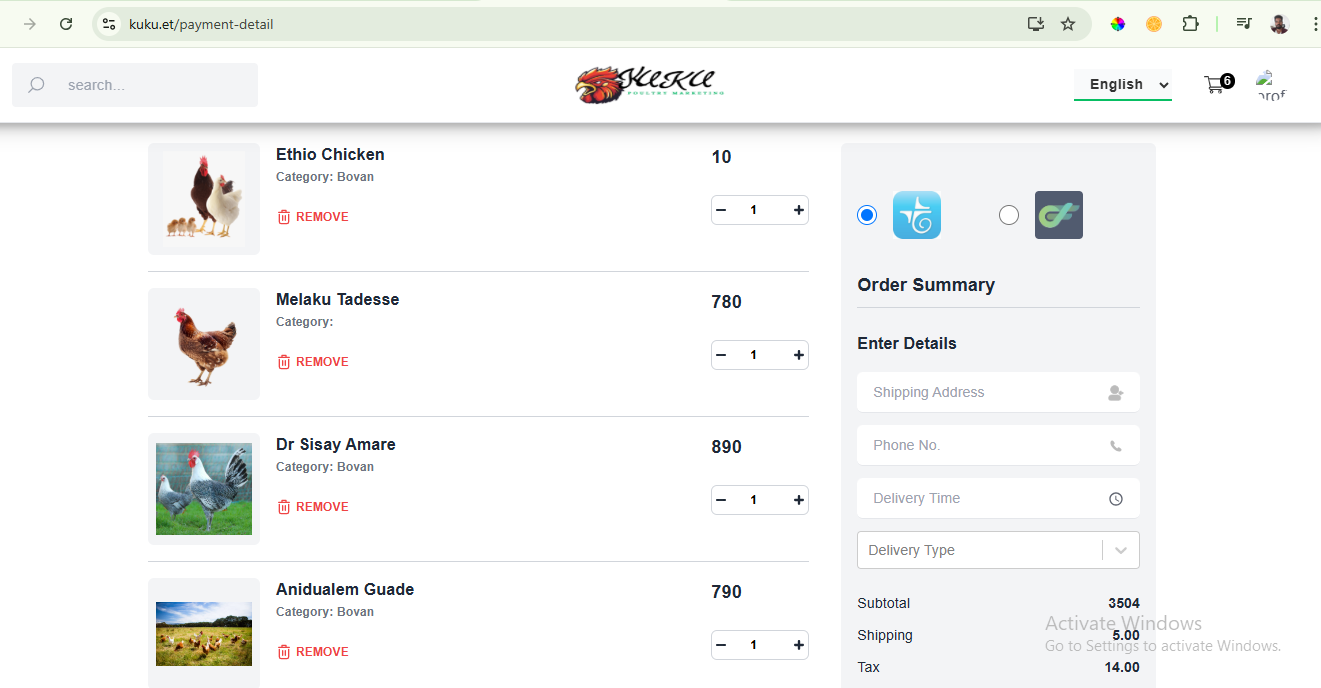 kuku.et/payment-detail
search...
KUKU
POULTRY MARKETING
English
6
prof
Ethio Chicken
Category: Bovan
REMOVE
10
1
Melaku Tadesse
Category:
REMOVE
780
1
Dr Sisay Amare
Category: Bovan
REMOVE
890
1
Anidualem Guade
Category: Bovan
REMOVE
790
1
Order Summary
Enter Details
Shipping Address
Phone No.
Delivery Time
Delivery Type
Subtotal 3504
Shipping 5.00
Tax 14.00
Activate Windows
Go to Settings to activate Windows.